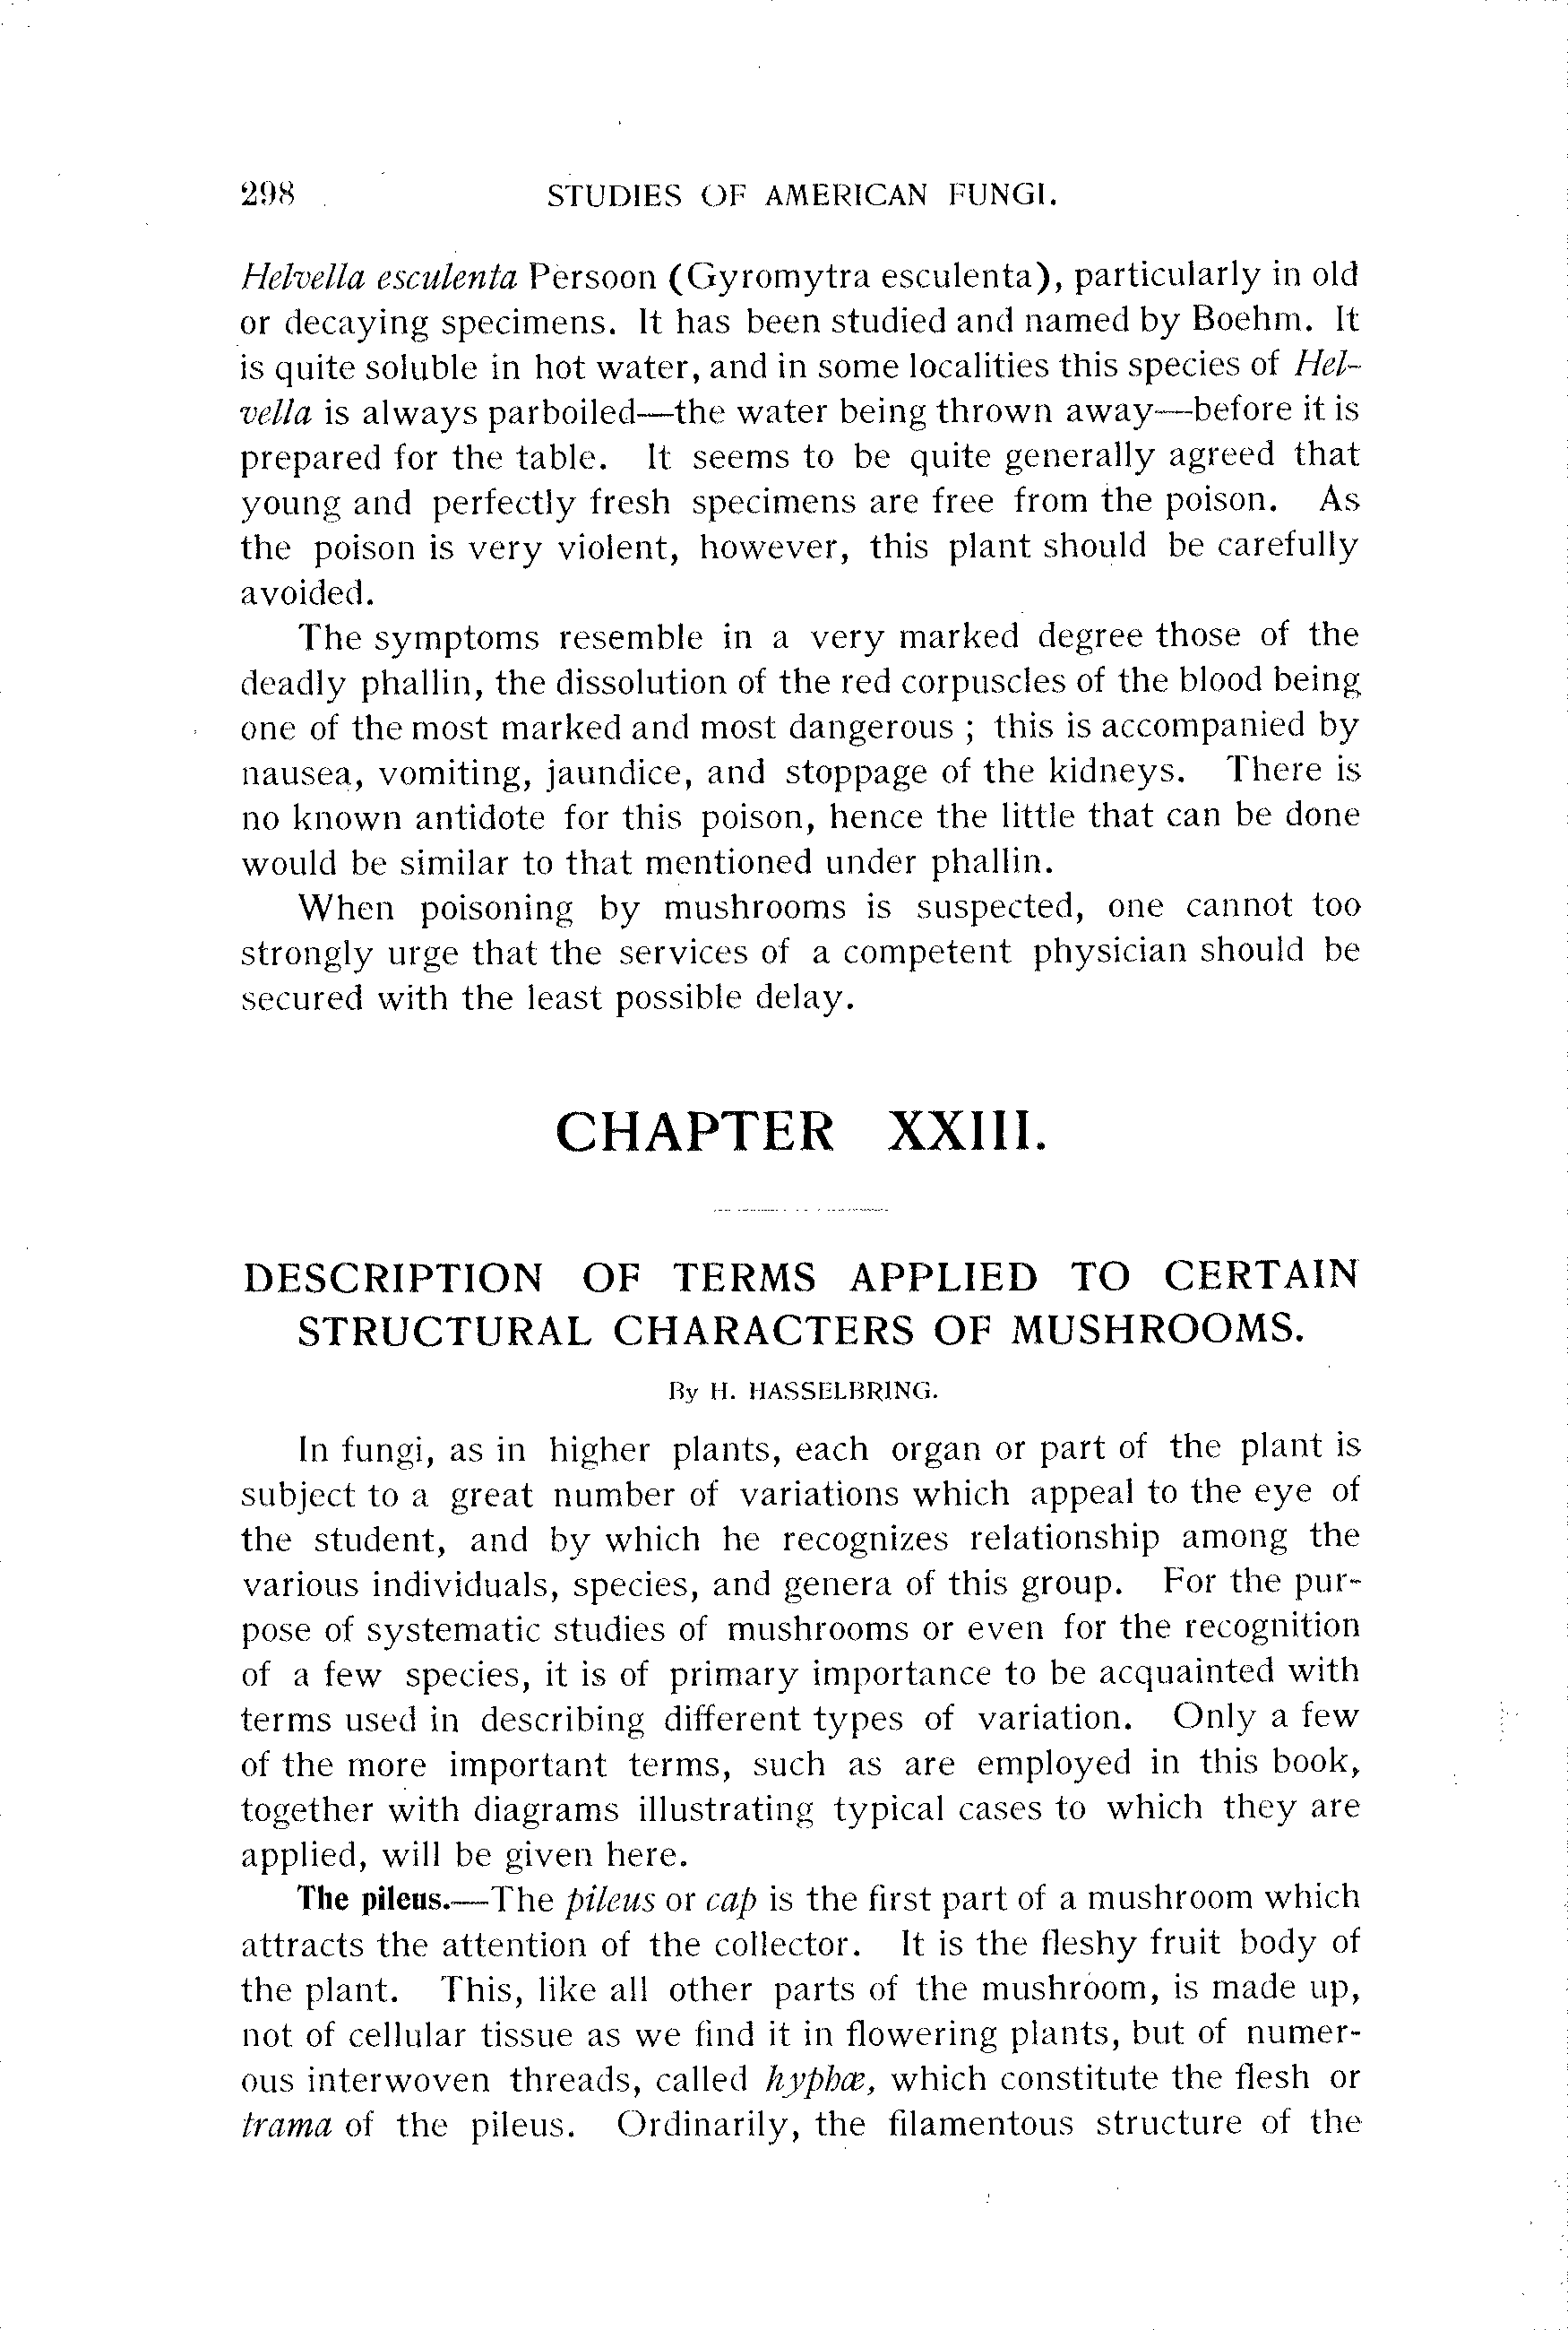 298 STUDIES OF AMERICAN FUNGI.
Helvella esculenta Persoon (Gyromytra esculenta), particularly in old
or decaying specimens. It has been studied and named by Boehm. It
is quite soluble in hot water, and in some localities this species of Hel-
vella is always parboiled—the water being thrown away—before it is
prepared for the table. It seems to be quite generally agreed that
young and perfectly fresh specimens are free from the poison. As
the poison is very violent, however, this plant should be carefully
avoided.
The symptoms resemble in a very marked degree those of the
deadly phallin, the dissolution of the red corpuscles of the blood being
one of the most marked and most dangerous ; this is accompanied by
nausea, vomiting, jaundice, and stoppage of the kidneys. There is
no known antidote for this poison, hence the little that can be done
would be similar to that mentioned under phallin.
When poisoning by mushrooms is suspected, one cannot too
strongly urge that the services of a competent physician should be
secured with the least possible delay.
CHAPTER XXIII.
DESCRIPTION OF TERMS APPLIED TO CERTAIN
STRUCTURAL CHARACTERS OF MUSHROOMS.
By H. HASSELBRING.
In fungi, as in higher plants, each organ or part of the plant is
subject to a great number of variations which appeal to the eye of
the student, and by which he recognizes relationship among the
various individuals, species, and genera of this group. For the pur-
pose of systematic studies of mushrooms or even for the recognition
of a few species, it is of primary importance to be acquainted with
terms used in describing different types of variation. Only a few
of the more important terms, such as are employed in this book,
together with diagrams illustrating typical cases to which they are
applied, will be given here.
The pileus.—The pileus or cap is the first part of a mushroom which
attracts the attention of the collector. It is the fleshy fruit body of
the plant. This, like all other parts of the mushroom, is made up,
not of cellular tissue as we find it in flowering plants, but of numer-
ous interwoven threads, called hyphæ, which constitute the flesh or
trama of the pileus. Ordinarily, the filamentous structure of the